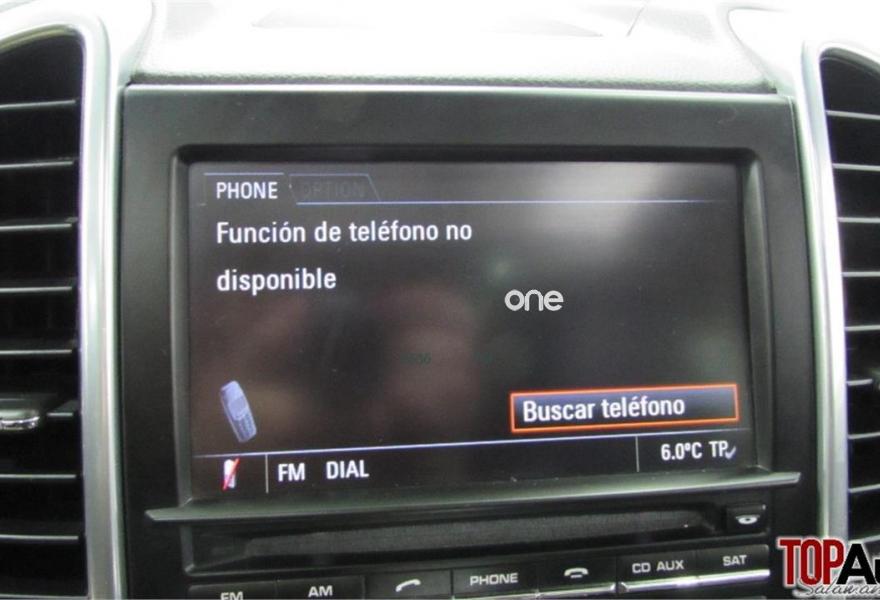 PHONE OPTION
Función de teléfono no
disponible
one
Buscar teléfono
FM DIAL 6.0ºC TP
FM AM PHONE CD AUX SAT
TOPA